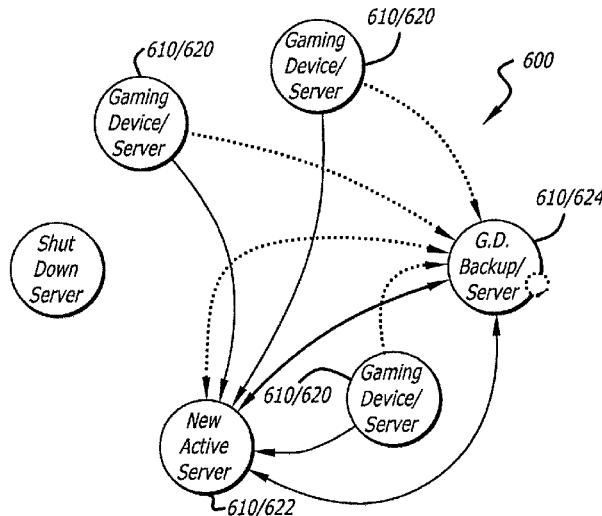 610/620
Gaming
Device/
Server
610/620
Gaming
Device/
Server
600
610/624
G.D.
Backup/
Server
Shut
Down
Server
610/620
Gaming
Device/
Server
New
Active
Server
610/622